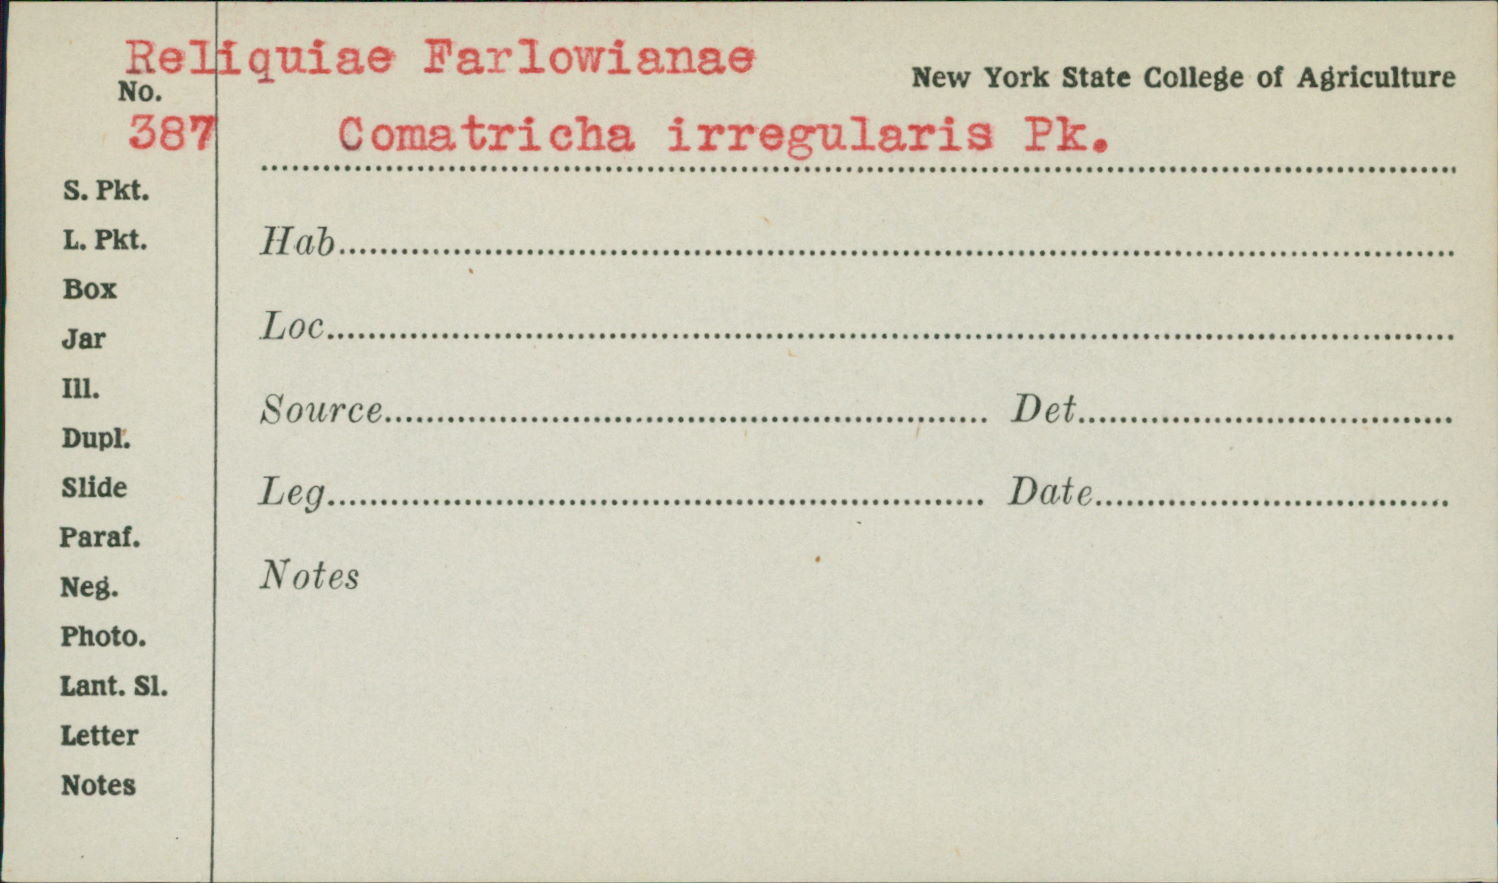 Reliquiae Farlowianae
New York State College of Agriculture
No.
387 Comatricha irregularis Pk.
S. Pkt.
L. Pkt.
Hab
Box
Loc
Jar
Ill.
Source Det
Dupl.
Slide
Leg Date
Paraf.
Neg.
Notes
Photo.
Lant. Sl.
Letter
Notes